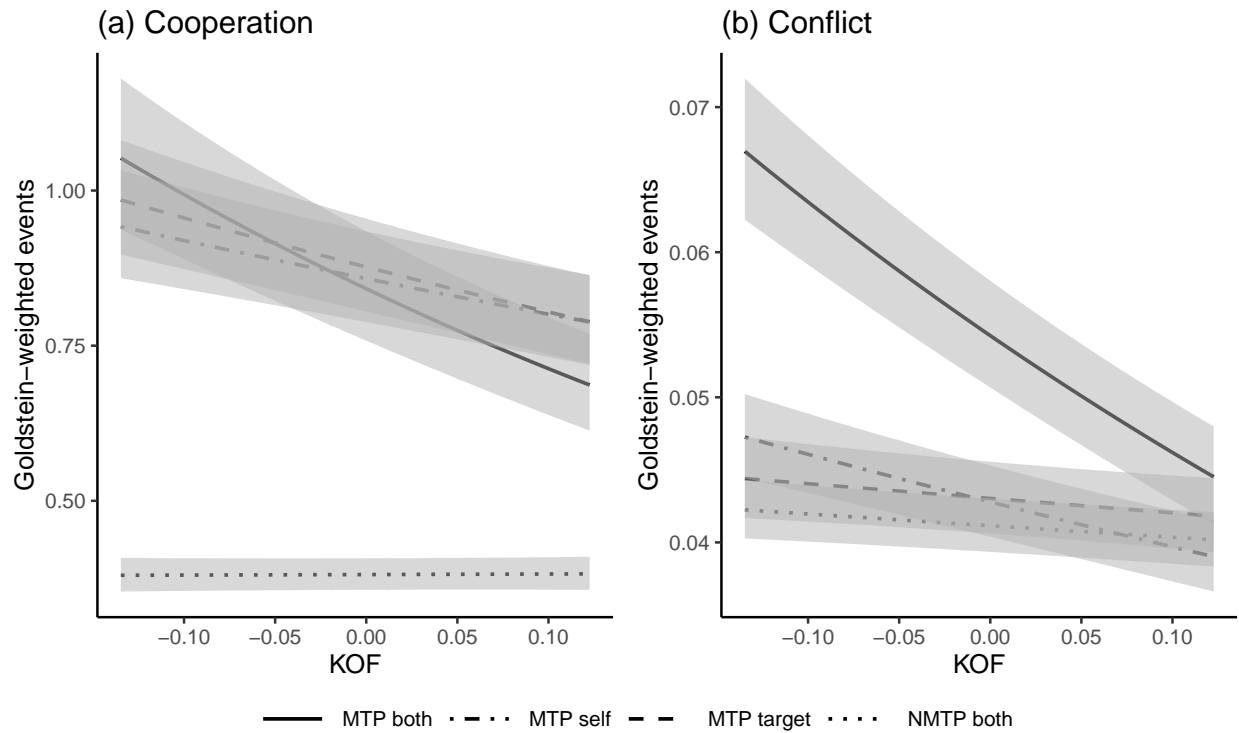 (a) Cooperation
(b) Conflict
Goldstein−weighted events
1.00
0.75
0.50
−0.10 −0.05 0.00 0.05 0.10
KOF
Goldstein−weighted events
0.07
0.06
0.05
0.04
−0.10 −0.05 0.00 0.05 0.10
KOF
MTP both MTP self MTP target NMTP both